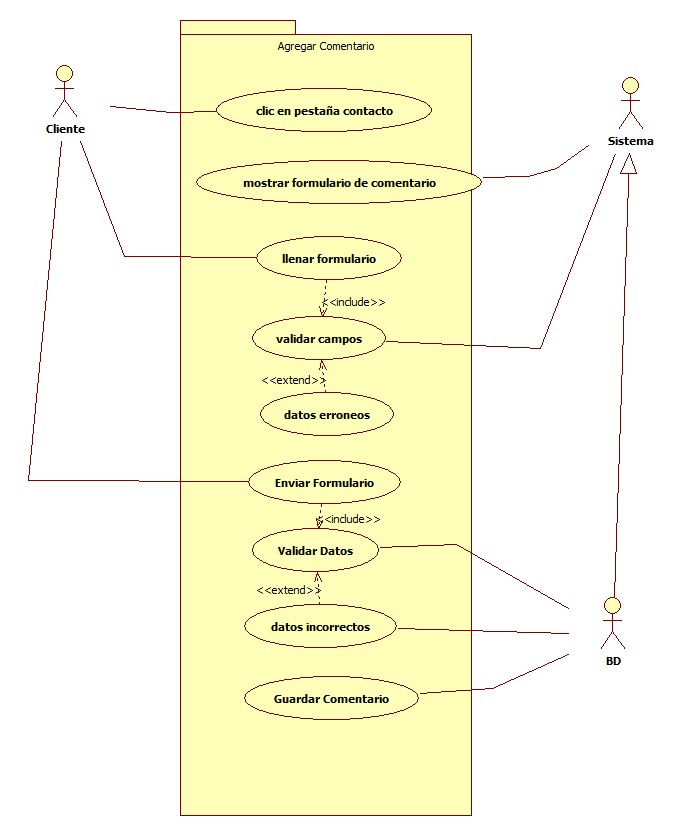 Agregar Comentario
Cliente
clic en pestaña contacto
Sistema
mostrar formulario de comentario
llenar formulario
<<include>>
validar campos
<<extend>>
datos erroneos
Enviar Formulario
<<include>>
Validar Datos
<<extend>>
datos incorrectos
BD
Guardar Comentario